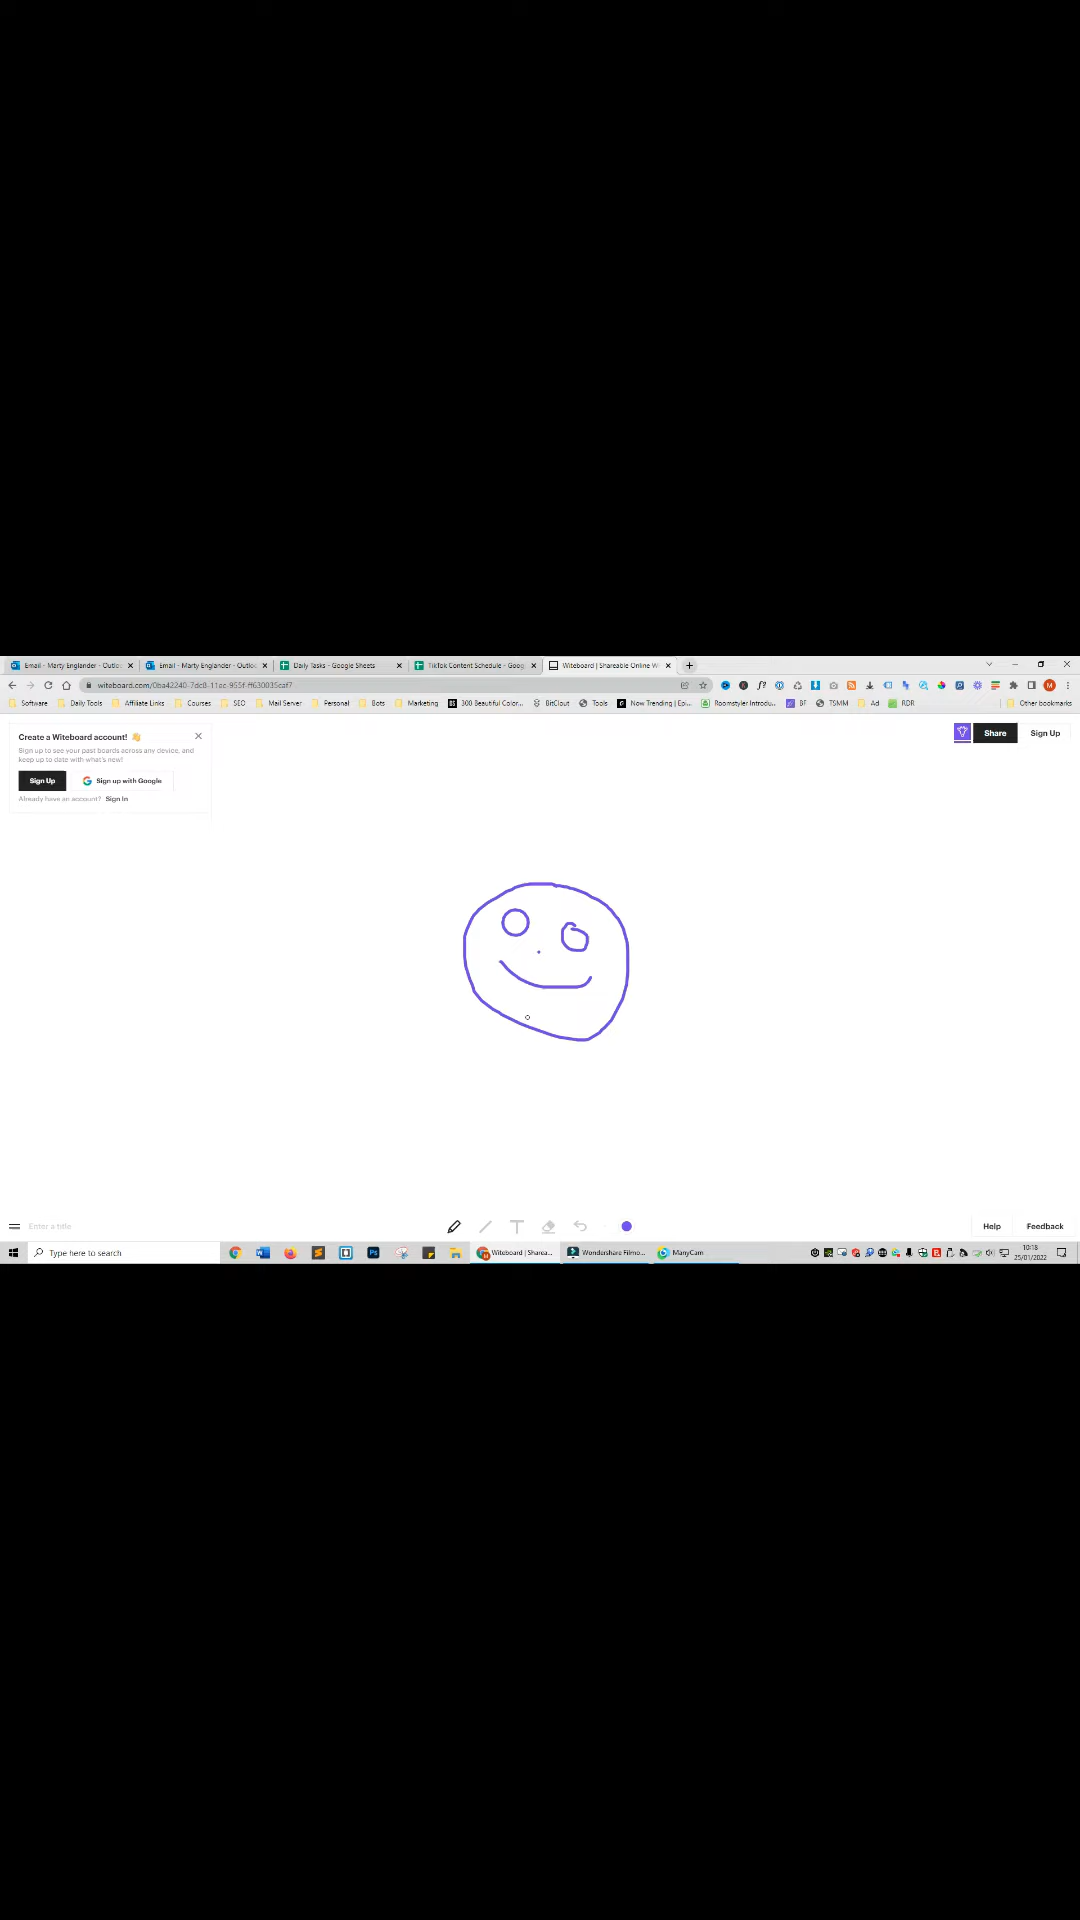 Email - Marty Englander - Outlo
Email - Marty Englander - Outlo
Daily Tasks - Google Sheets
TikTok Content Schedule - Goog
Witeboard | Shareable Online W
witeboard.com/0ba42240-7dc8-11ec-955f-ff630035caf7
Software
Daily Tools
Affiliate Links
Courses
SEO
Mail Server
Personal
Bots
Marketing
300 Beautiful Color...
BitClout
Tools
Now Trending | Epi...
Roomstyler Introdu...
BF
TSMM
Ad
RDR
Other bookmarks
Create a Witeboard account! 👋
Sign up to see your past boards across any device, and
keep up to date with what's new!
Sign Up
Sign up with Google
Already have an account? Sign In
Share
Sign Up
Enter a title
Help
Feedback
Type here to search
Witeboard | Sharea...
Wondershare Filmo...
ManyCam
10:18
25/01/2022